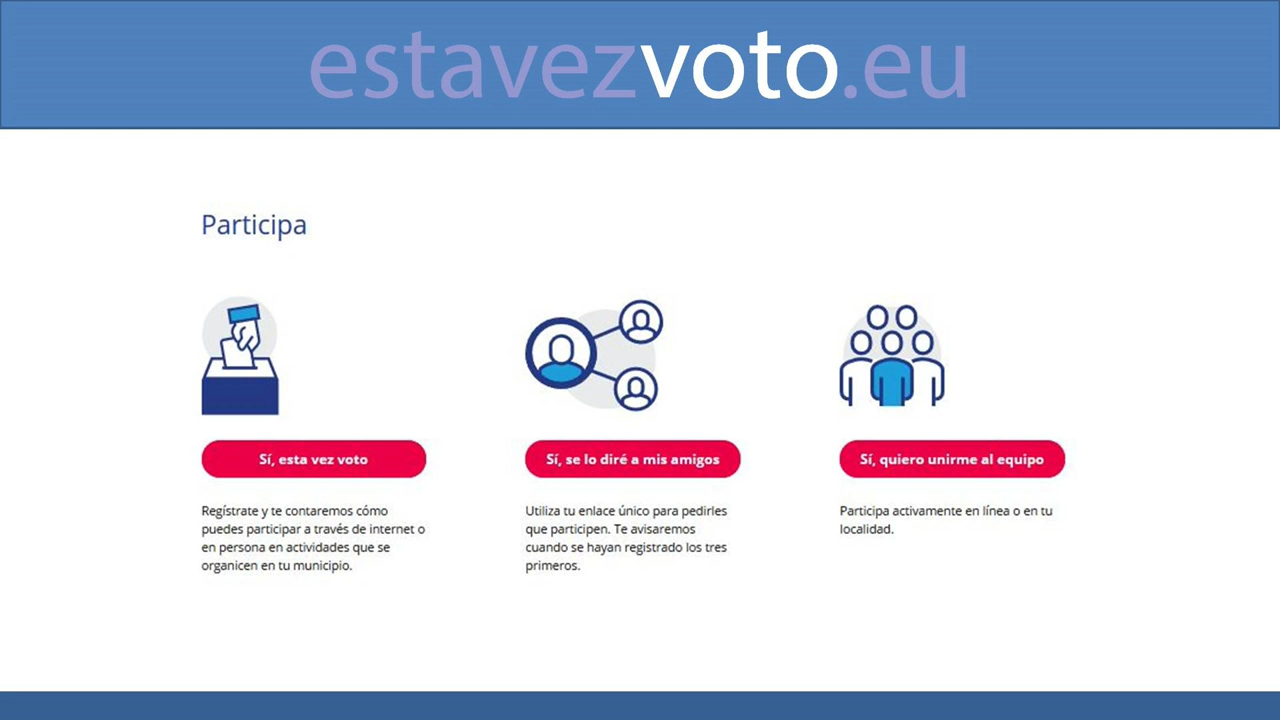 estavezvoto.eu
Participa
Sí, esta vez voto
Regístrate y te contaremos cómo
puedes participar a través de internet o
en persona en actividades que se
organicen en tu municipio.
Sí, se lo diré a mis amigos
Utiliza tu enlace único para pedirles
que participen. Te avisaremos
cuando se hayan registrado los tres
primeros.
Sí, quiero unirme al equipo
Participa activamente en línea o en tu
localidad.